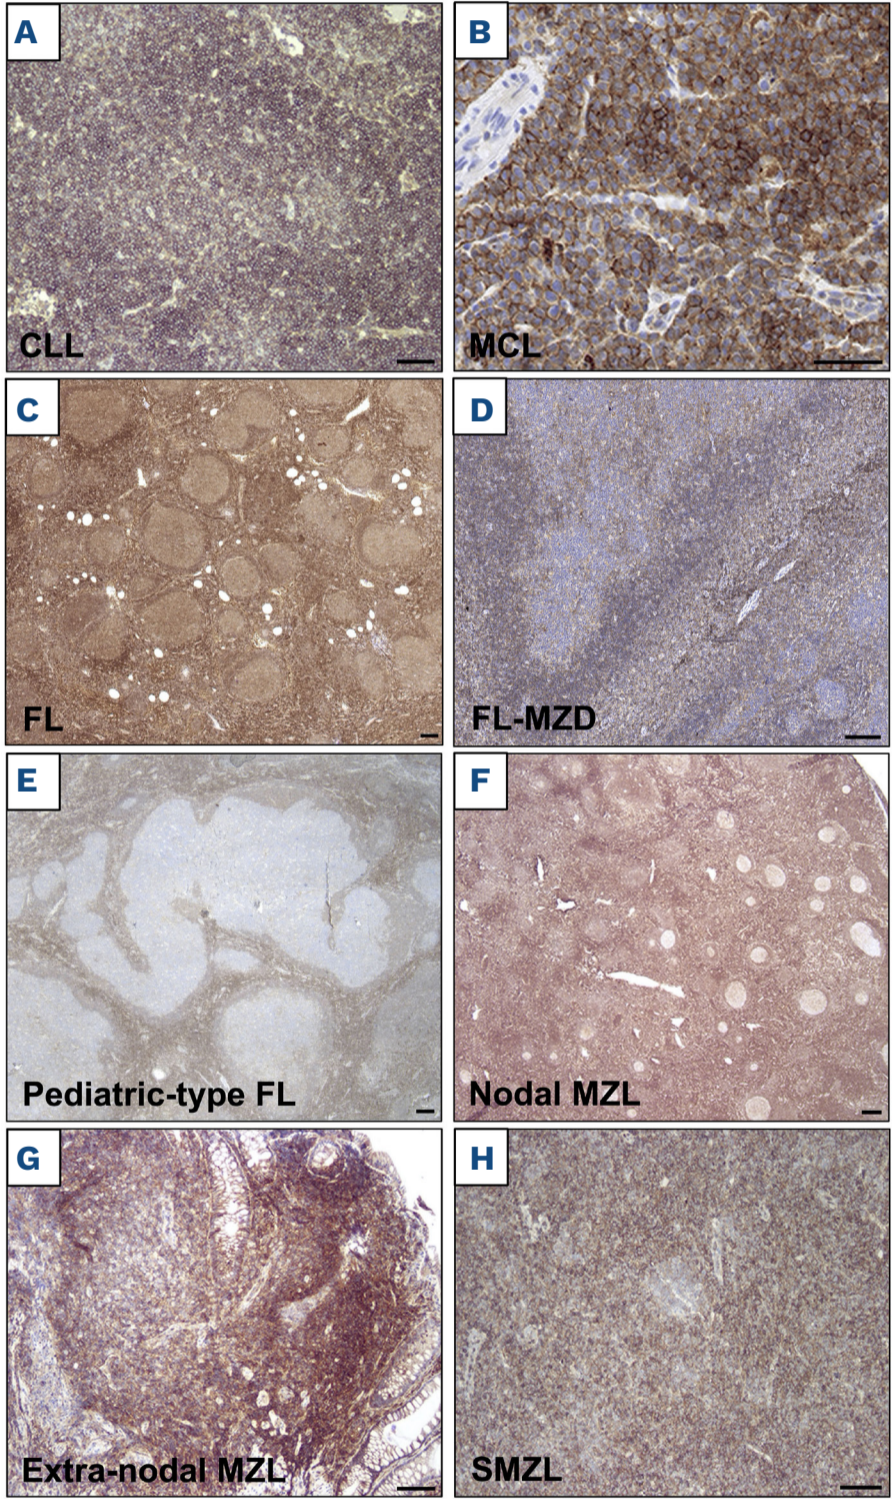 A
CLL
B
MCL
C
FL
D
FL-MZD
E
Pediatric-type FL
F
Nodal MZL
G
Extra-nodal MZL
H
SMZL